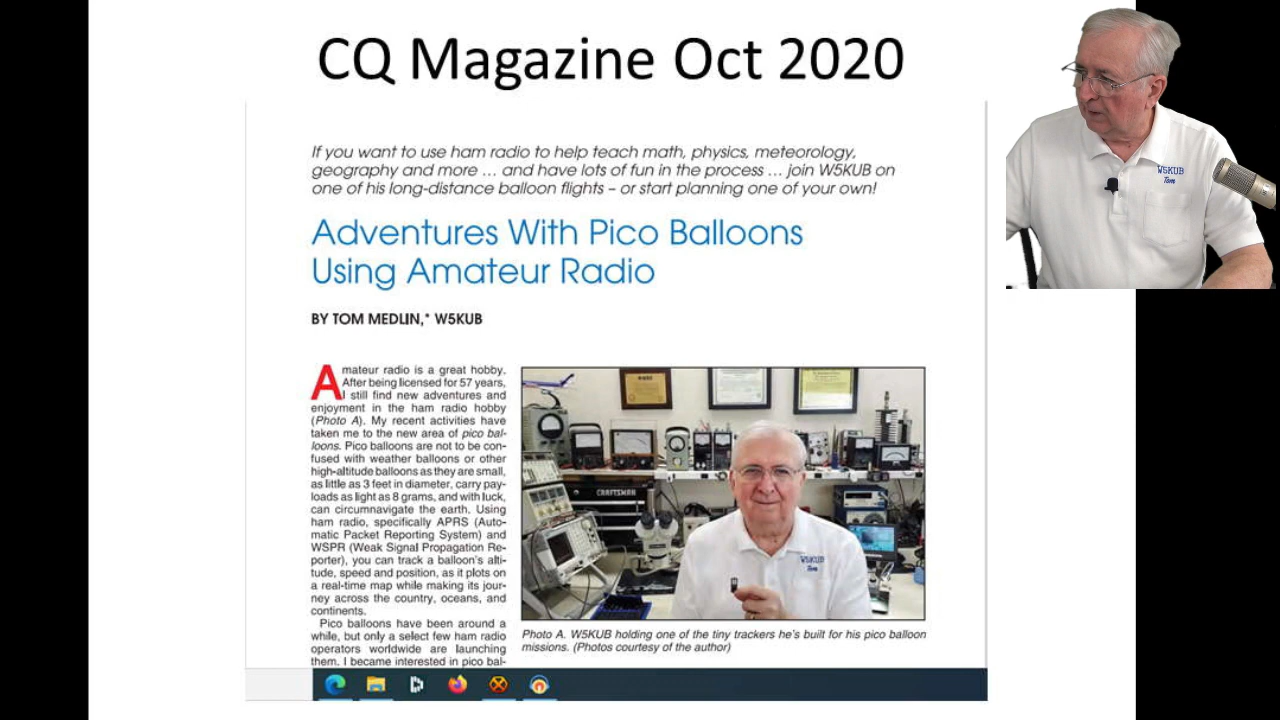 CQ Magazine Oct 2020
If you want to use ham radio to help teach math, physics, meteorology,
geography and more ... and have lots of fun in the process ... join W5KUB on
one of his long-distance balloon flights – or start planning one of your own!
Adventures With Pico Balloons
Using Amateur Radio
BY TOM MEDLIN,* W5KUB
Amateur radio is a great hobby.
After being licensed for 57 years,
I still find new adventures and
enjoyment in the ham radio hobby
(Photo A). My recent activities have
taken me to the new area of pico bal-
loons. Pico balloons are not to be con-
fused with weather balloons or other
high-altitude balloons as they are small,
as little as 3 feet in diameter, carry pay-
loads as light as 8 grams, and with luck,
can circumnavigate the earth. Using
ham radio, specifically APRS (Auto-
matic Packet Reporting System) and
WSPR (Weak Signal Propagation Re-
porter), you can track a balloon's alti-
tude, speed and position, as it plots on
a real-time map while making its jour-
ney across the country, oceans, and
continents.
Pico balloons have been around a
while, but only a select few ham radio
operators worldwide are launching
them. I became interested in pico bal-
CRAFTSMAN
W5KUB
Tom
Photo A. W5KUB holding one of the tiny trackers he's built for his pico balloon
missions. (Photos courtesy of the author)
W5KUB
Tom